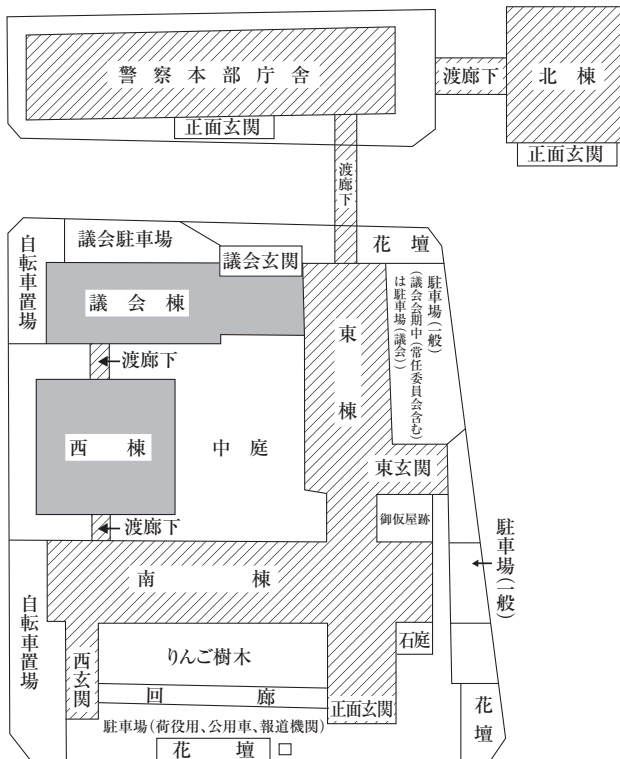 警察本部庁舎
渡廊下
北棟
正面玄関
正面玄関
渡廊下
自転車置場
議会駐車場
議会玄関
花壇
議会棟
東棟
駐車場(一般)
(議会会期中(常任委員会含む)
は駐車場(議会))
渡廊下
西棟
中庭
東玄関
渡廊下
御仮屋跡
駐車場(一般)
南棟
自転車置場
西玄関
りんご樹木
石庭
回廊
正面玄関
花壇
駐車場(荷役用、公用車、報道機関)
花壇